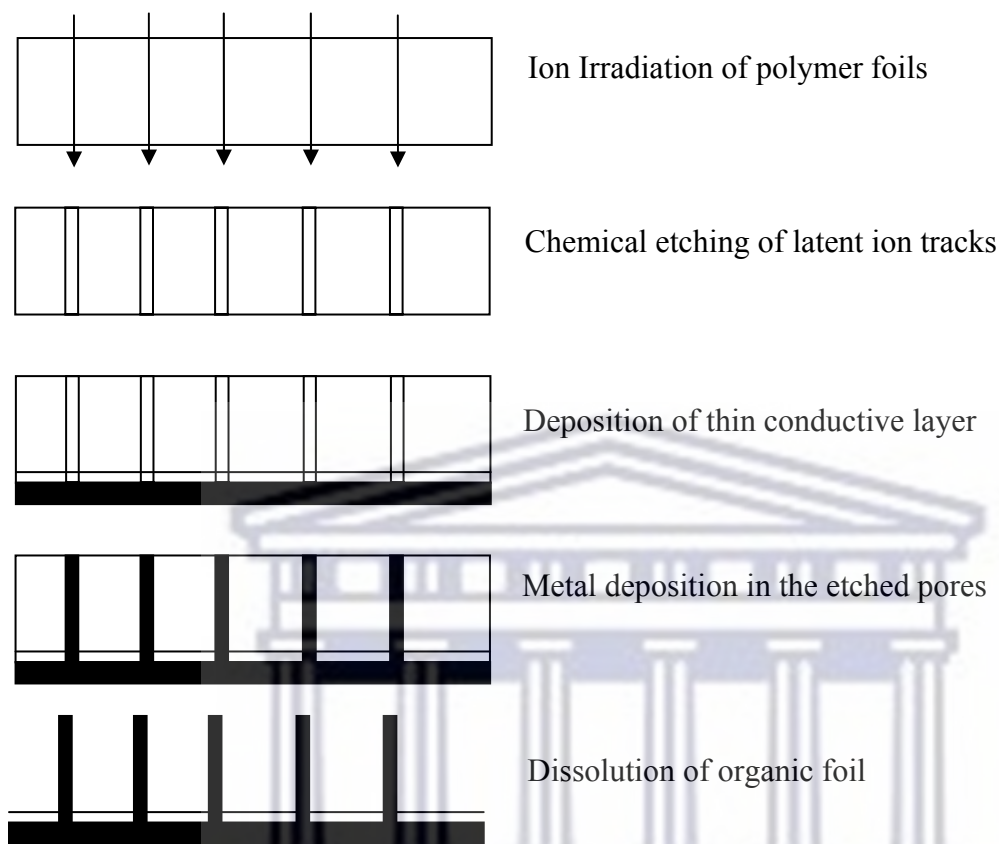 Ion Irradiation of polymer foils
Chemical etching of latent ion tracks
Deposition of thin conductive layer
Metal deposition in the etched pores
Dissolution of organic foil